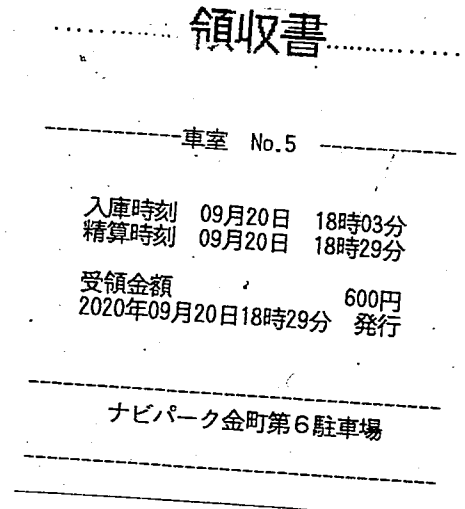 領収書
車室 No.5
入庫時刻 09月20日 18時03分
精算時刻 09月20日 18時29分
受領金額 600円
2020年09月20日18時29分 発行
ナビパーク金町第6駐車場